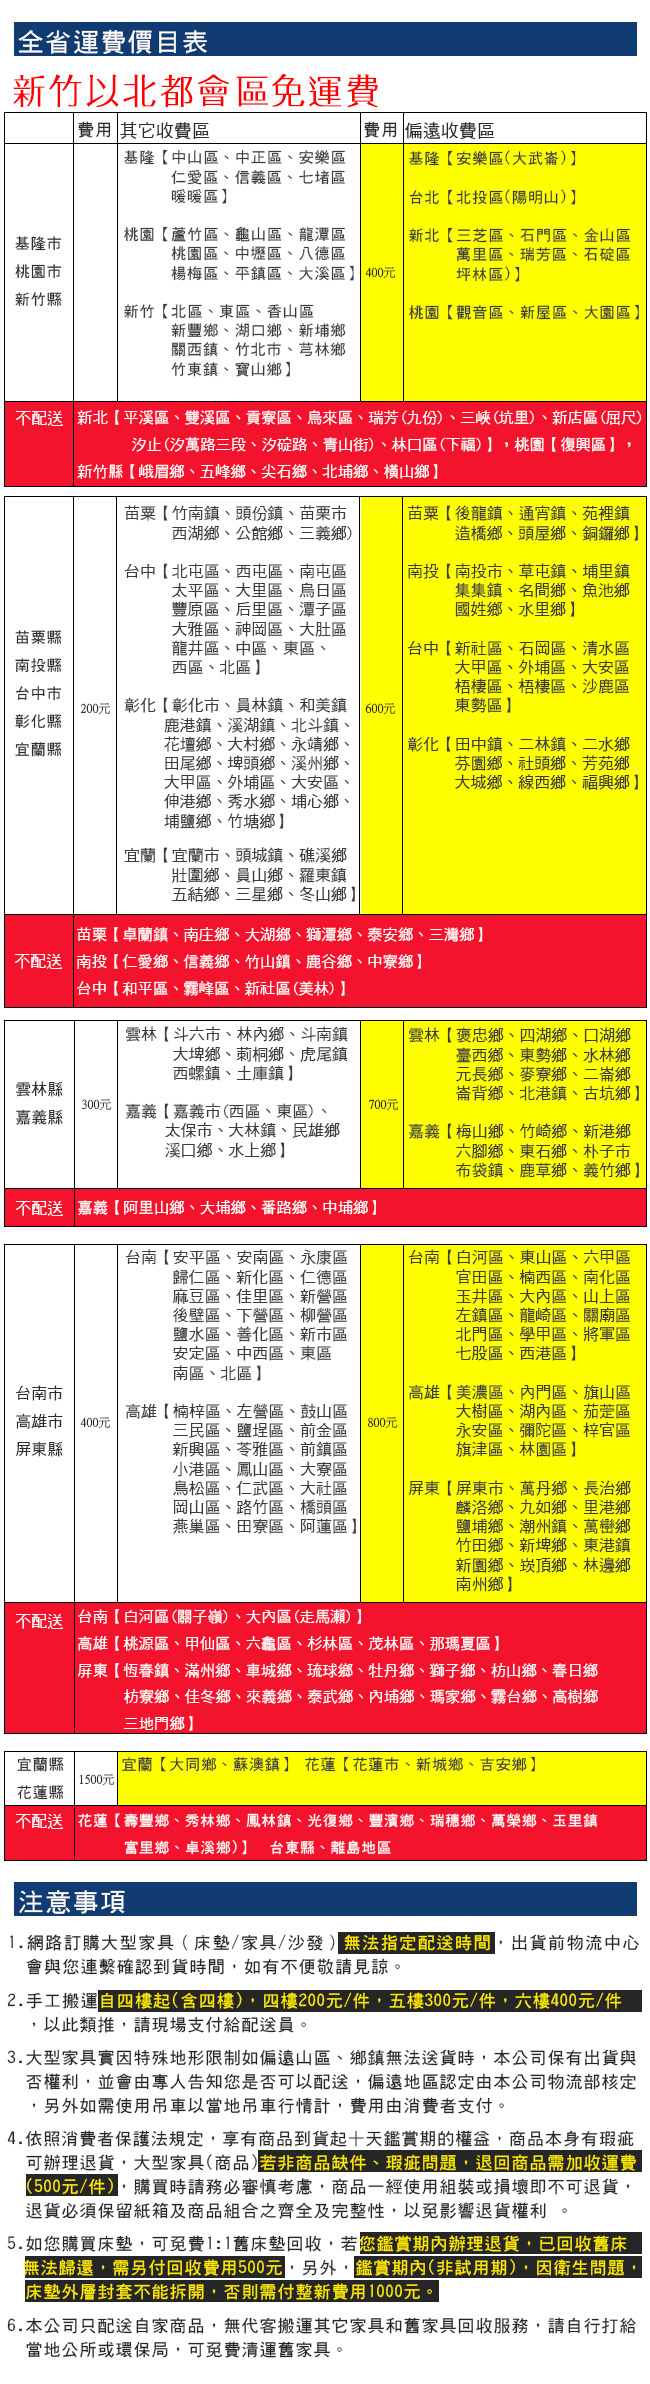 全省運費價目表
新竹以北都會區免運費
費用 其它收費區 費用 偏遠收費區
基隆市
桃園市
新竹縣
基隆【中山區、中正區、安樂區
仁愛區、信義區、七堵區
暖暖區】
桃園【蘆竹區、龜山區、龍潭區
桃園區、中壢區、八德區
楊梅區、平鎮區、大溪區】
新竹【北區、東區、香山區
新豐鄉、湖口鄉、新埔鄉
關西鎮、竹北市、芎林鄉
竹東鎮、寶山鄉】
400元
基隆【安樂區(大武崙)】
台北【北投區(陽明山)】
新北【三芝區、石門區、金山區
萬里區、瑞芳區、石碇區
坪林區)】
桃園【觀音區、新屋區、大園區】
不配送
新北【平溪區、雙溪區、貢寮區、烏來區、瑞芳(九份)、三峽(坑里)、新店區(屈尺)
汐止(汐萬路三段、汐碇路、青山街)、林口區(下福)】，桃園【復興區】，
新竹縣【峨眉鄉、五峰鄉、尖石鄉、北埔鄉、橫山鄉】
苗粟縣
南投縣
台中市
彰化縣
宜蘭縣
200元
苗粟【竹南鎮、頭份鎮、苗栗市
西湖鄉、公館鄉、三義鄉)
台中【北屯區、西屯區、南屯區
太平區、大里區、烏日區
豐原區、后里區、潭子區
大雅區、神岡區、大肚區
龍井區、中區、東區、
西區、北區】
彰化【彰化市、員林鎮、和美鎮
鹿港鎮、溪湖鎮、北斗鎮、
花壇鄉、大村鄉、永靖鄉、
田尾鄉、埤頭鄉、溪州鄉、
大甲區、外埔區、大安區、
伸港鄉、秀水鄉、埔心鄉、
埔鹽鄉、竹塘鄉】
宜蘭【宜蘭市、頭城鎮、礁溪鄉
壯圍鄉、員山鄉、羅東鎮
五結鄉、三星鄉、冬山鄉】
600元
苗粟【後龍鎮、通宵鎮、苑裡鎮
造橋鄉、頭屋鄉、銅鑼鄉】
南投【南投市、草屯鎮、埔里鎮
集集鎮、名間鄉、魚池鄉
國姓鄉、水里鄉】
台中【新社區、石岡區、清水區
大甲區、外埔區、大安區
梧棲區、梧棲區、沙鹿區
東勢區】
彰化【田中鎮、二林鎮、二水鄉
芬園鄉、社頭鄉、芳苑鄉
大城鄉、線西鄉、福興鄉】
不配送
苗栗【卓蘭鎮、南庄鄉、大湖鄉、獅潭鄉、泰安鄉、三灣鄉】
南投【仁愛鄉、信義鄉、竹山鎮、鹿谷鄉、中寮鄉】
台中【和平區、霧峰區、新社區(美林)】
雲林縣
嘉義縣
300元
雲林【斗六市、林內鄉、斗南鎮
大埤鄉、莿桐鄉、虎尾鎮
西螺鎮、土庫鎮】
嘉義【嘉義市(西區、東區)、
太保市、大林鎮、民雄鄉
溪口鄉、水上鄉】
700元
雲林【褒忠鄉、四湖鄉、口湖鄉
臺西鄉、東勢鄉、水林鄉
元長鄉、麥寮鄉、二崙鄉
崙背鄉、北港鎮、古坑鄉】
嘉義【梅山鄉、竹崎鄉、新港鄉
六腳鄉、東石鄉、朴子市
布袋鎮、鹿草鄉、義竹鄉】
不配送
嘉義【阿里山鄉、大埔鄉、番路鄉、中埔鄉】
台南市
高雄市
屏東縣
400元
台南【安平區、安南區、永康區
歸仁區、新化區、仁德區
麻豆區、佳里區、新營區
後壁區、下營區、柳營區
鹽水區、善化區、新市區
安定區、中西區、東區
南區、北區】
高雄【楠梓區、左營區、鼓山區
三民區、鹽埕區、前金區
新興區、苓雅區、前鎮區
小港區、鳳山區、大寮區
鳥松區、仁武區、大社區
岡山區、路竹區、橋頭區
燕巢區、田寮區、阿蓮區】
800元
台南【白河區、東山區、六甲區
官田區、楠西區、南化區
玉井區、大內區、山上區
左鎮區、龍崎區、關廟區
北門區、學甲區、將軍區
七股區、西港區】
高雄【美濃區、內門區、旗山區
大樹區、湖內區、茄萣區
永安區、彌陀區、梓官區
旗津區、林園區】
屏東【屏東市、萬丹鄉、長治鄉
麟洛鄉、九如鄉、里港鄉
鹽埔鄉、潮州鎮、萬巒鄉
竹田鄉、新埤鄉、東港鎮
新園鄉、崁頂鄉、林邊鄉
南州鄉】
不配送
台南【白河區(關子嶺)、大內區(走馬瀨)】
高雄【桃源區、甲仙區、六龜區、杉林區、茂林區、那瑪夏區】
屏東【恆春鎮、滿州鄉、車城鄉、琉球鄉、牡丹鄉、獅子鄉、枋山鄉、春日鄉
枋寮鄉、佳冬鄉、來義鄉、泰武鄉、內埔鄉、瑪家鄉、霧台鄉、高樹鄉
三地門鄉】
宜蘭縣
花蓮縣
1500元
宜蘭【大同鄉、蘇澳鎮】 花蓮【花蓮市、新城鄉、吉安鄉】
不配送
花蓮【壽豐鄉、秀林鄉、鳳林鎮、光復鄉、豐濱鄉、瑞穗鄉、萬榮鄉、玉里鎮
富里鄉、卓溪鄉)】 台東縣、離島地區
注意事項
1.網路訂購大型家具(床墊/家具/沙發)無法指定配送時間，出貨前物流中心
會與您連繫確認到貨時間，如有不便敬請見諒。
2.手工搬運自四樓起(含四樓)，四樓200元/件，五樓300元/件，六樓400元/件
，以此類推，請現場支付給配送員。
3.大型家具實因特殊地形限制如偏遠山區、鄉鎮無法送貨時，本公司保有出貨與
否權利，並會由專人告知您是否可以配送，偏遠地區認定由本公司物流部核定
，另外如需使用吊車以當地吊車行情計，費用由消費者支付。
4.依照消費者保護法規定，享有商品到貨起十天鑑賞期的權益，商品本身有瑕疵
可辦理退貨，大型家具(商品)若非商品缺件、瑕疵問題，退回商品需加收運費
(500元/件)，購買時請務必審慎考慮，商品一經使用組裝或損壞即不可退貨，
退貨必須保留紙箱及商品組合之齊全及完整性，以免影響退貨權利 。
5.如您購買床墊，可免費1:1舊床墊回收，若您鑑賞期內辦理退貨，已回收舊床
無法歸還，需另付回收費用500元，另外，鑑賞期內(非試用期)，因衛生問題，
床墊外層封套不能拆開，否則需付整新費用1000元。
6.本公司只配送自家商品，無代客搬運其它家具和舊家具回收服務，請自行打給
當地公所或環保局，可免費清運舊家具。